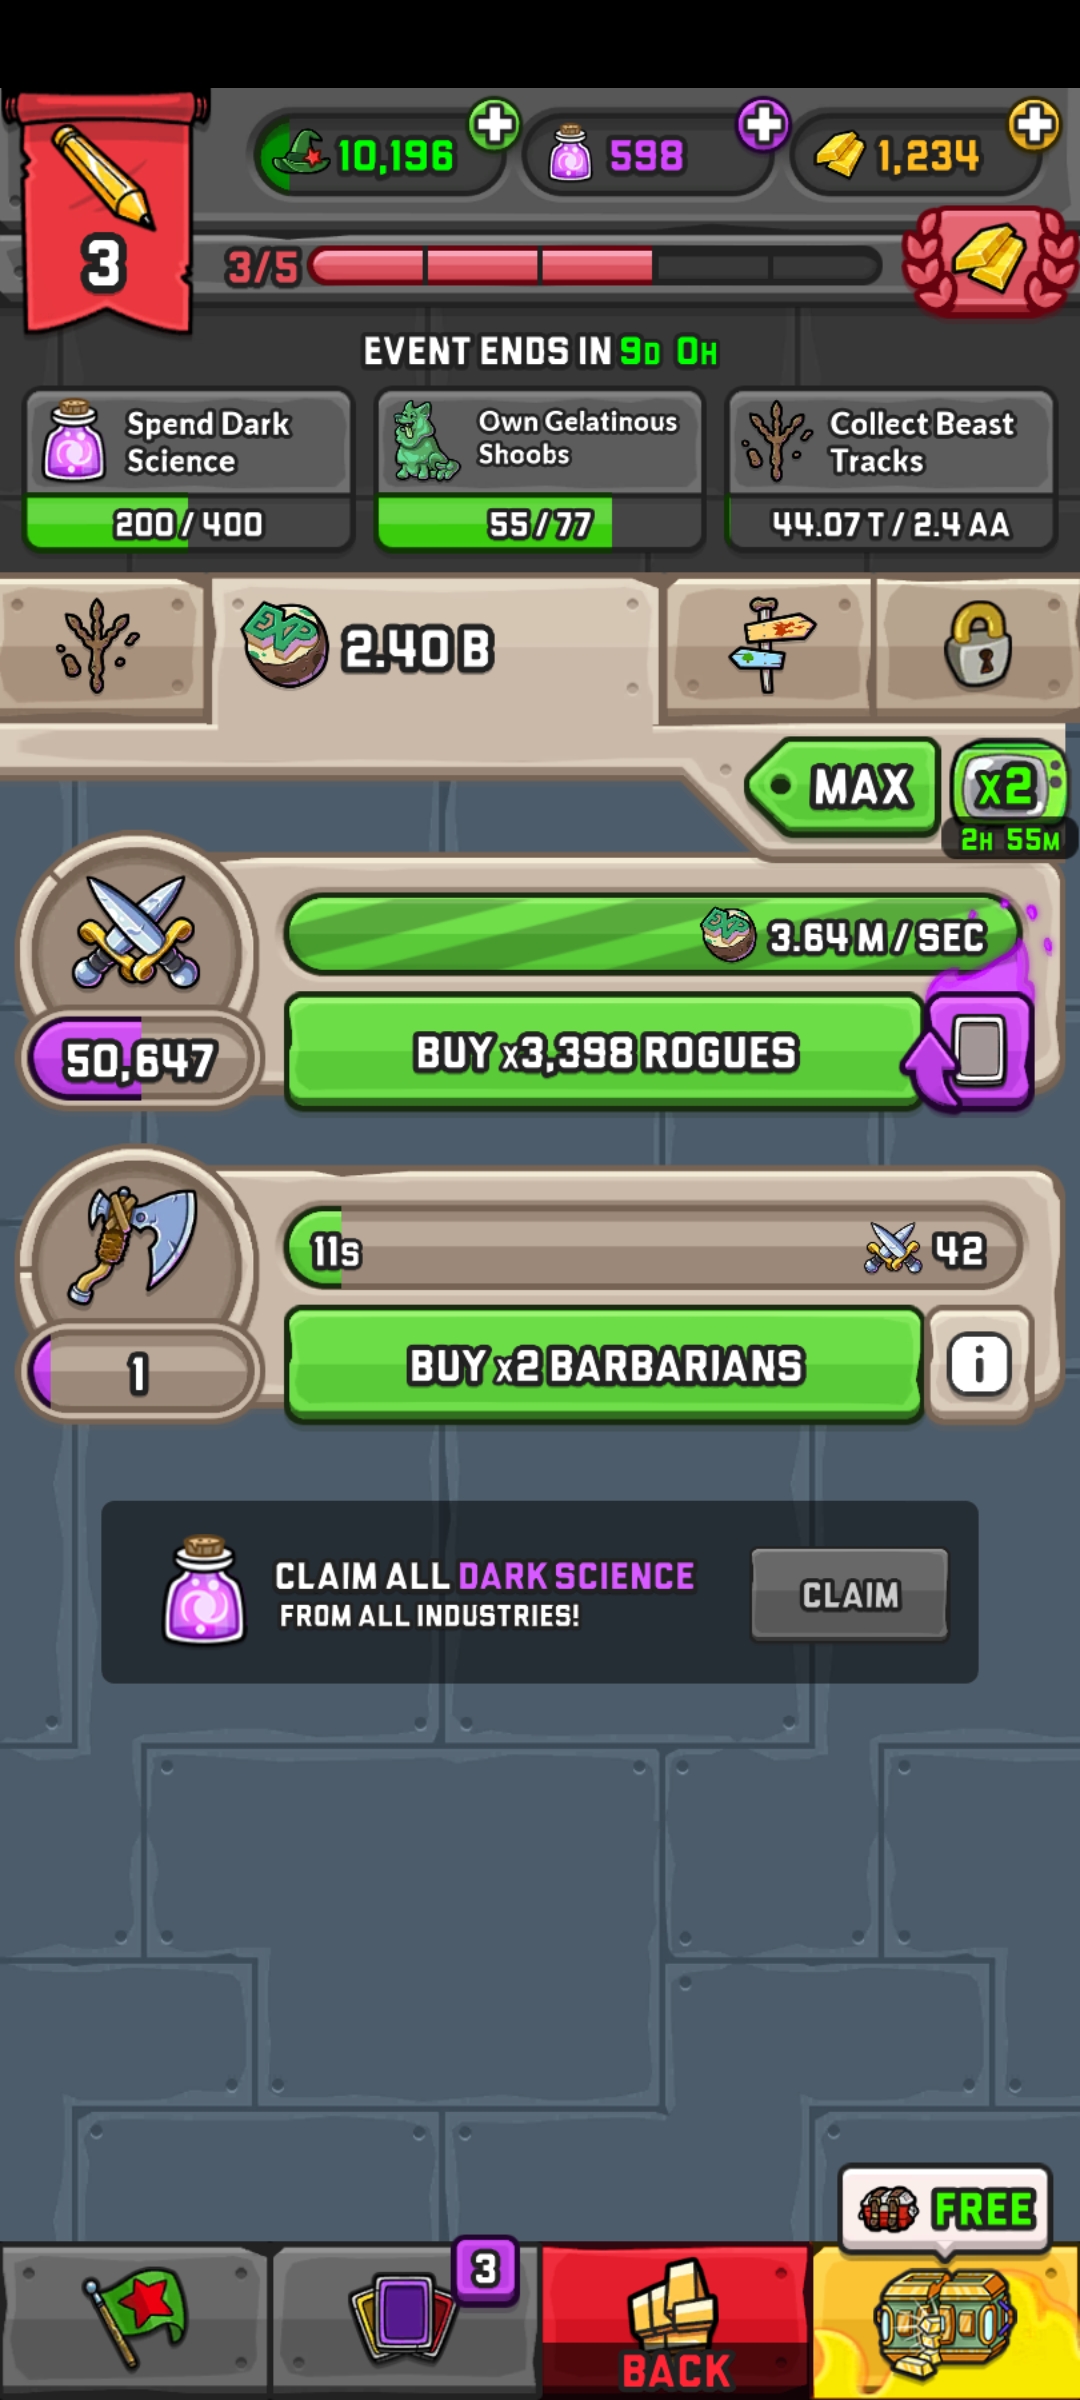 10,196
598
1,234
3
3/5
EVENT ENDS IN 9D 0H
Spend Dark
Science
200 / 400
Own Gelatinous
Shoobs
55 / 77
Collect Beast
Tracks
44.07 T / 2.4 AA
EXP
2.40 B
MAX
x2
2H 55M
EXP
3.64 M / SEC
50,647
BUY x3,398 ROGUES
11s
42
1
BUY x2 BARBARIANS
i
CLAIM ALL DARK SCIENCE
FROM ALL INDUSTRIES!
CLAIM
FREE
3
BACK